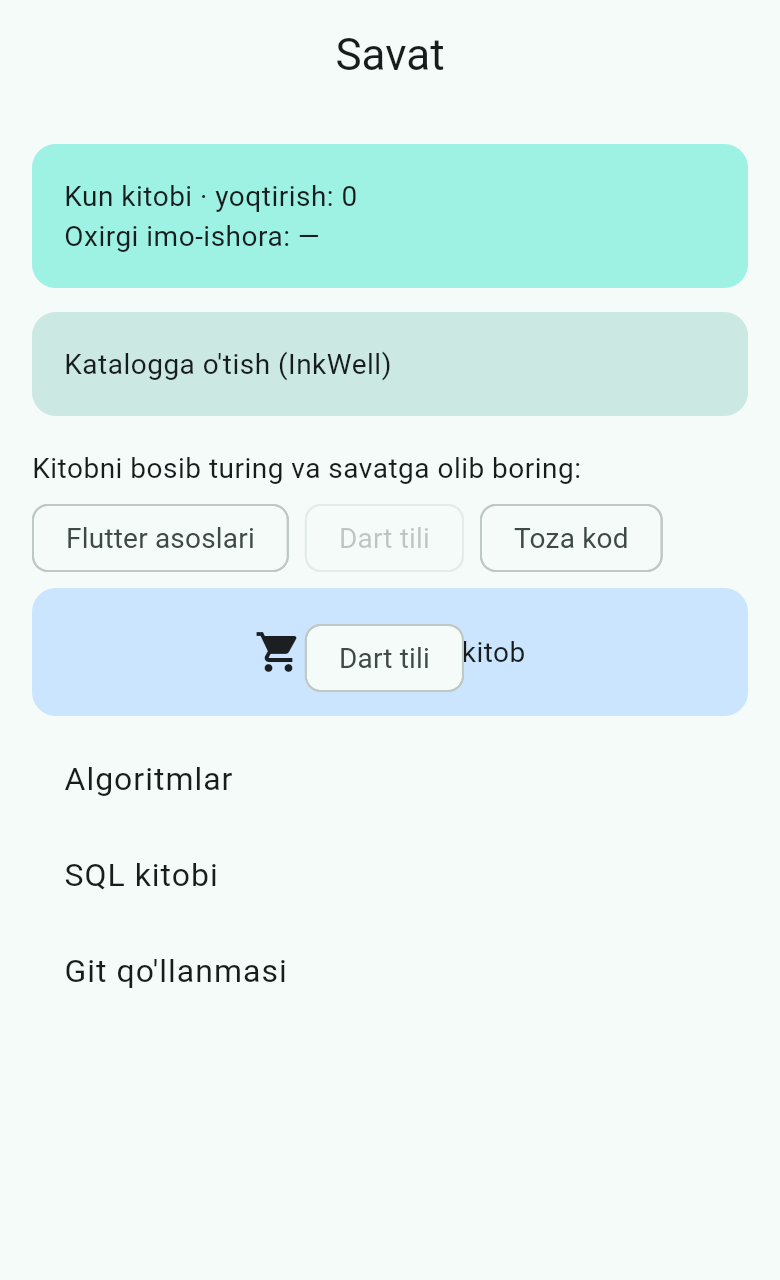 Savat
Kun kitobi · yoqtirish: 0
Oxirgi imo-ishora: —
Katalogga o'tish (InkWell)
Kitobni bosib turing va savatga olib boring:
Flutter asoslari
Dart tili
Toza kod
Dart tili
kitob
Algoritmlar
SQL kitobi
Git qo'llanmasi